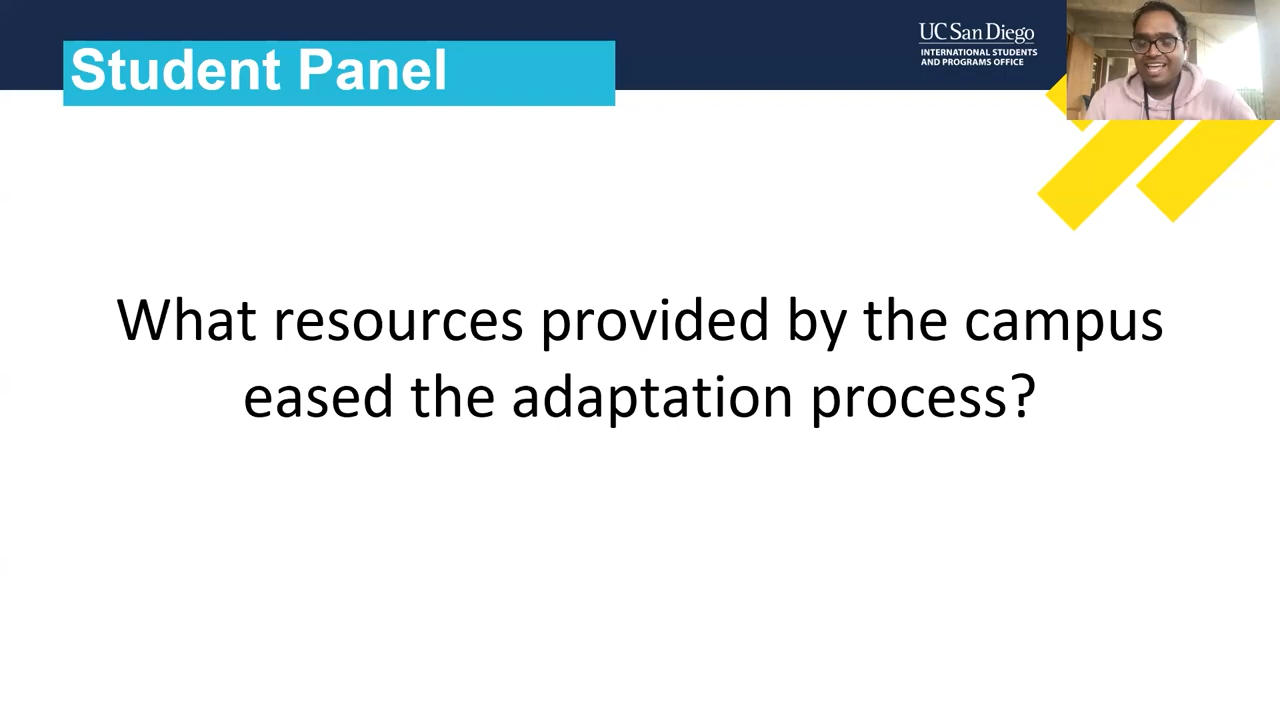 Student Panel
UC San Diego
INTERNATIONAL STUDENTS
AND PROGRAMS OFFICE
What resources provided by the campus
eased the adaptation process?